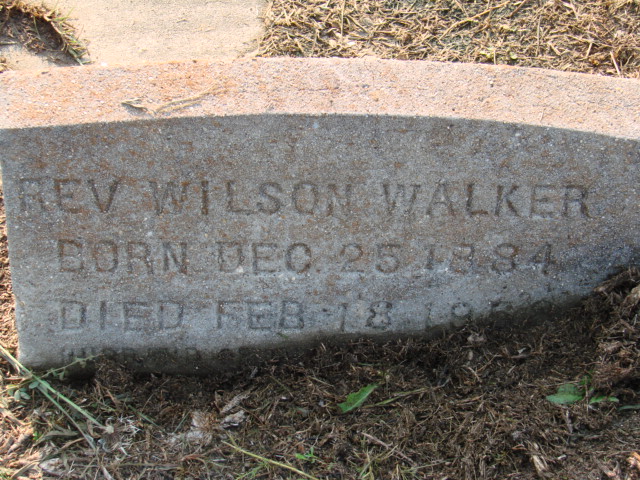 REV WILSON WALKER
BORN DEC. 25, 1884
DIED FEB. 18